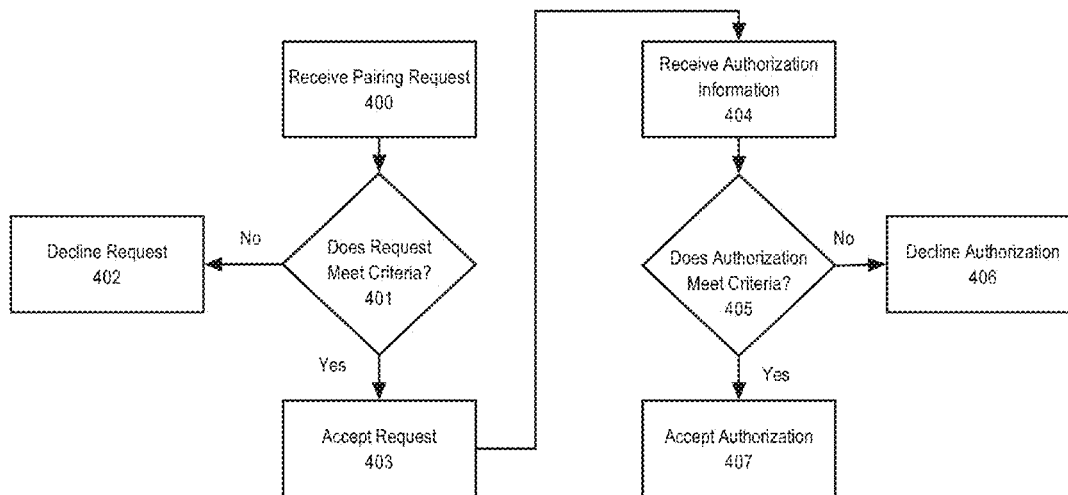 Receive Pairing Request
400
Does Request
Meet Criteria?
401
No
Decline Request
402
Yes
Accept Request
403
Receive Authorization
Information
404
Does Authorization
Meet Criteria?
405
No
Decline Authorization
406
Yes
Accept Authorization
407